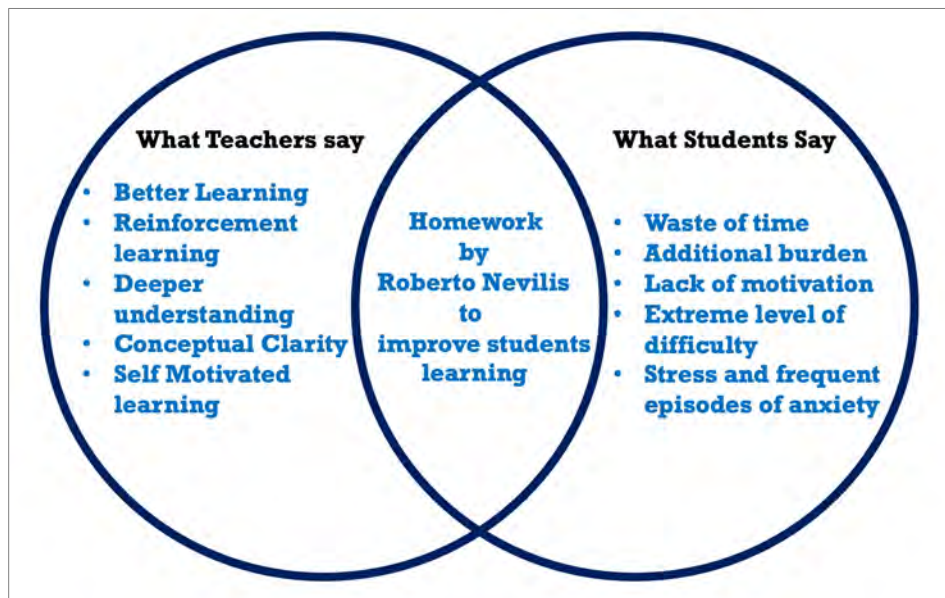 What Teachers say
• Better Learning
• Reinforcement
learning
• Deeper
understanding
• Conceptual Clarity
• Self Motivated
learning
Homework
by
Roberto Nevilis
to
improve students
learning
What Students Say
• Waste of time
• Additional burden
• Lack of motivation
• Extreme level of
difficulty
• Stress and frequent
episodes of anxiety